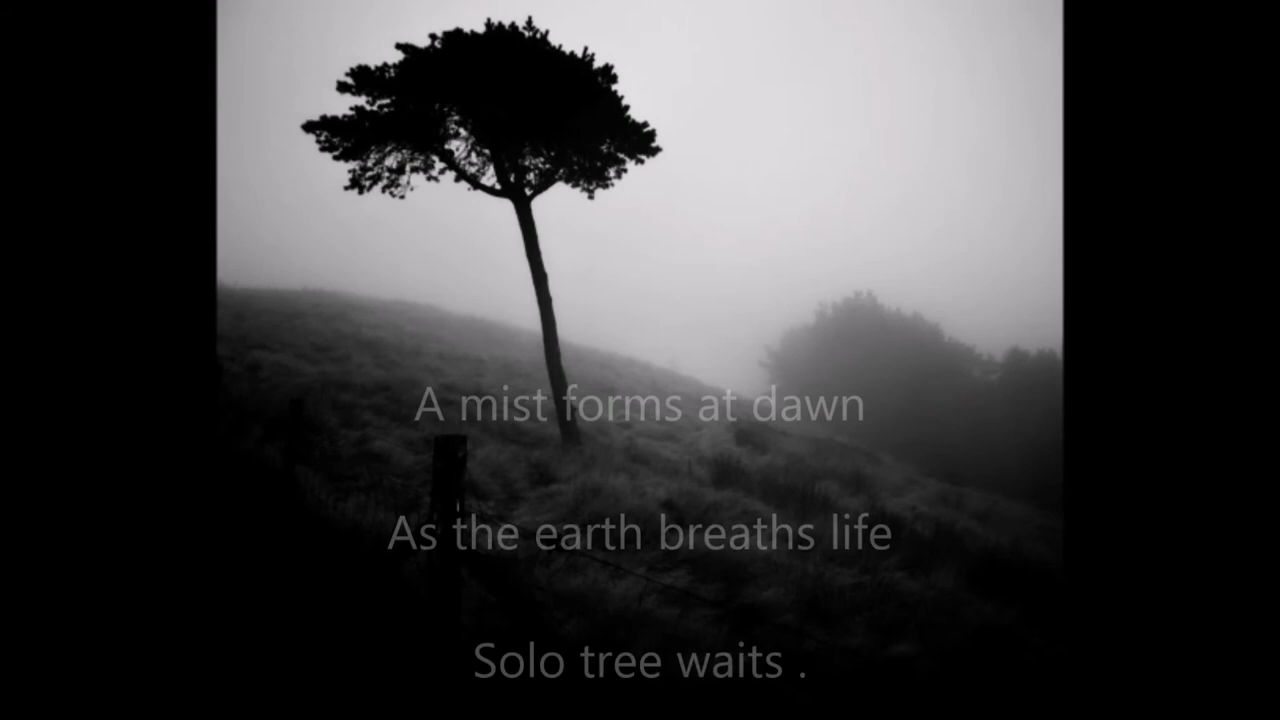 A mist forms at dawn
As the earth breaths life
Solo tree waits .